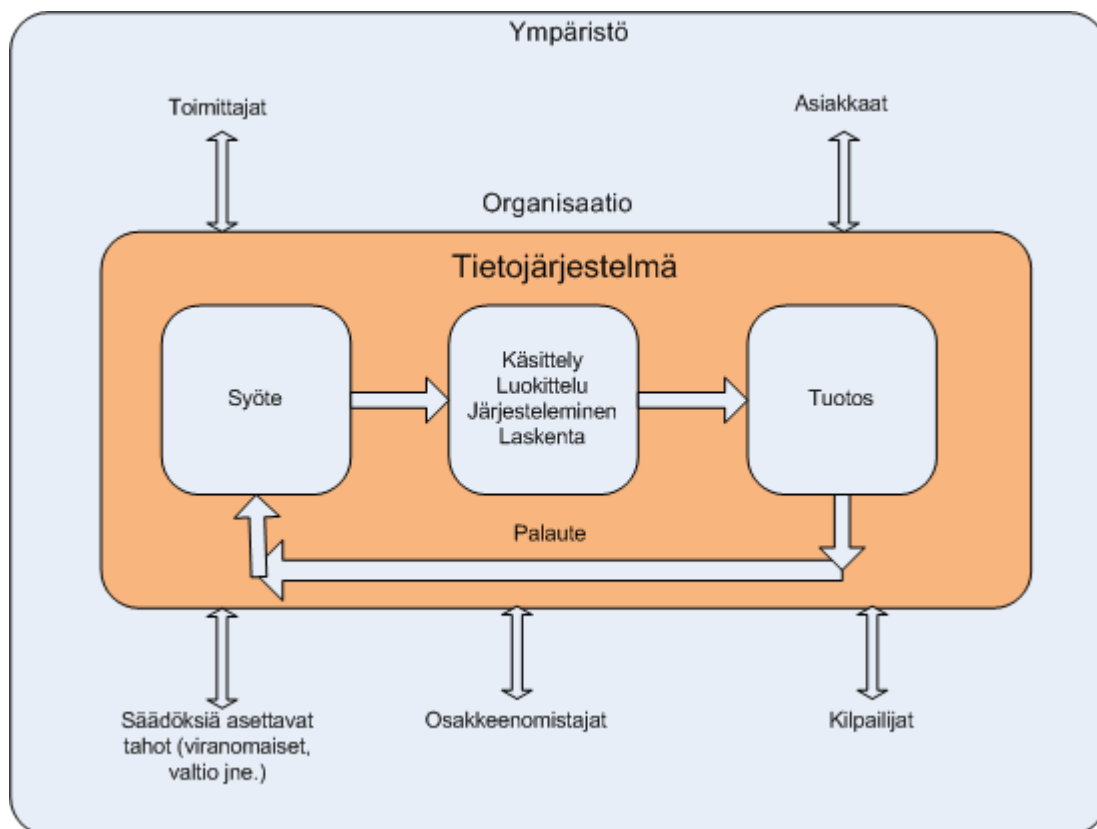 Ympäristö
Toimittajat
Asiakkaat
Organisaatio
Tietojärjestelmä
Syöte
Käsittely
Luokittelu
Järjesteleminen
Laskenta
Tuotos
Palaute
Säädöksiä asettavat
tahot (viranomaiset,
valtio jne.)
Osakkeenomistajat
Kilpailijat